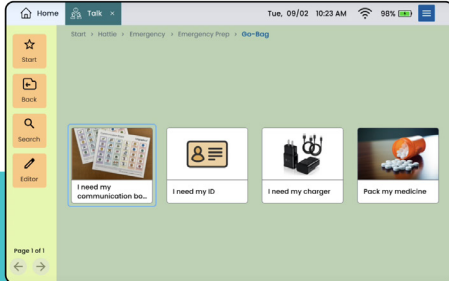 Home
Talk ×
Tue, 09/02 10:23 AM
98%
Start
Back
Search
Editor
Page 1 of 1
Start > Hattie > Emergency > Emergency Prep > Go-Bag
I need my
communication bo...
I need my ID
I need my charger
Pack my medicine